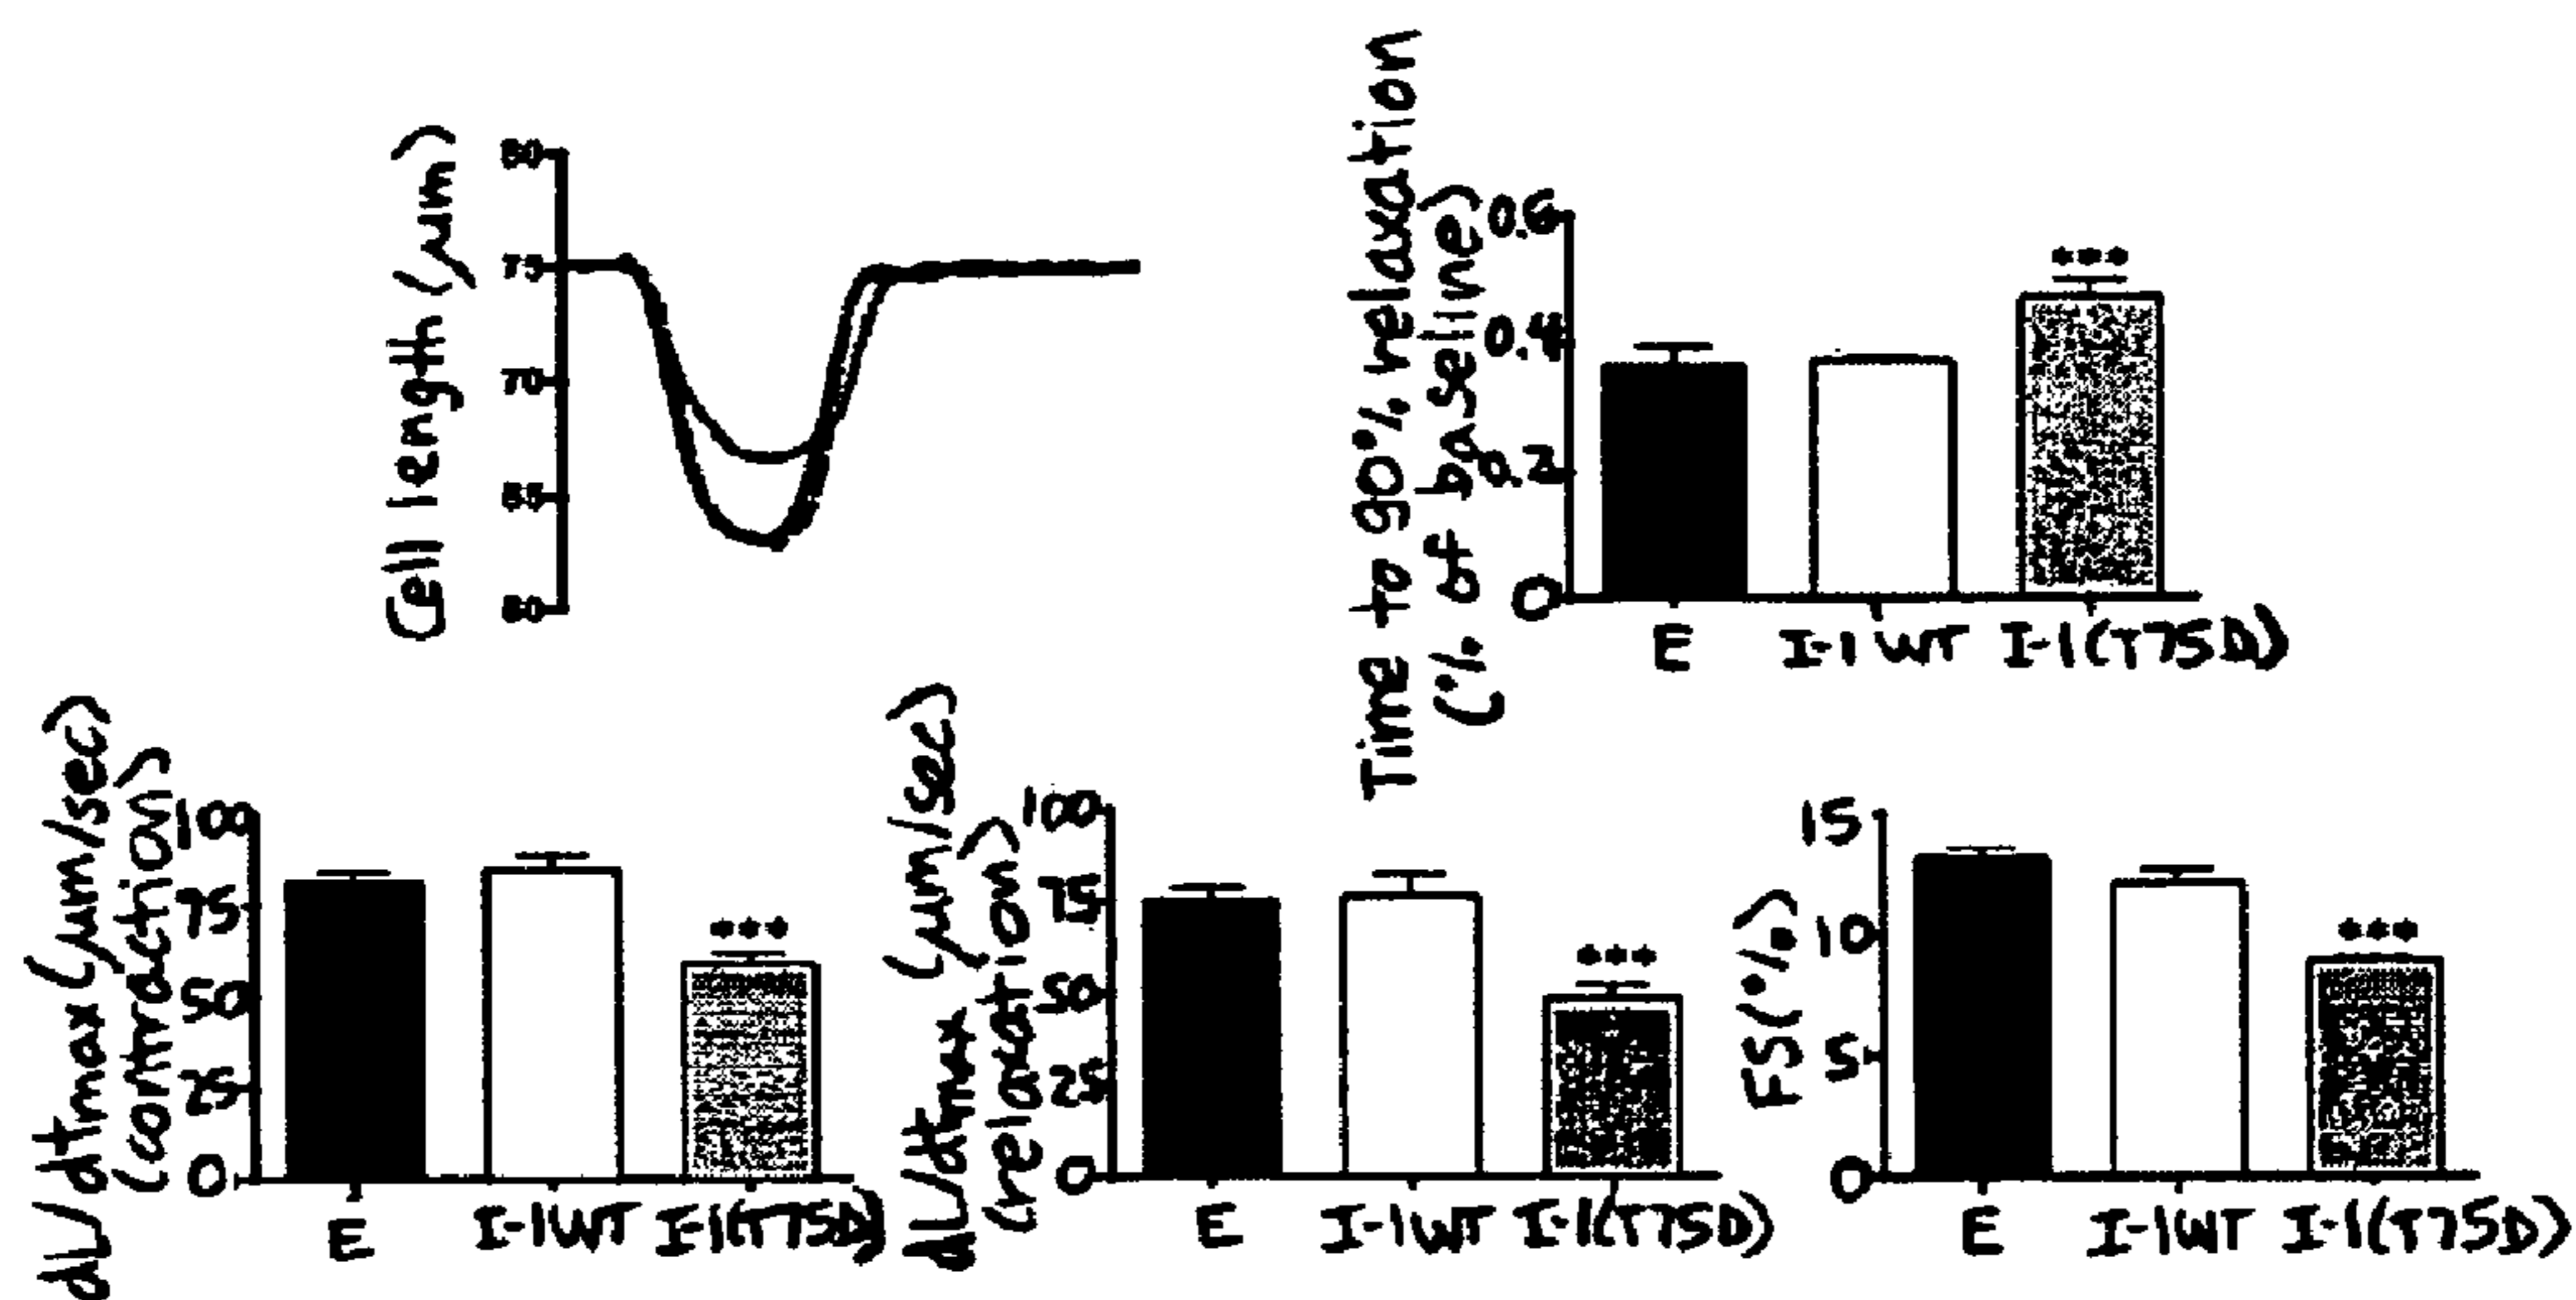 Cell length (μm)
80
75
70
65
60
Time to 90% relaxation
(% of baseline)
0.6
0.4
0.2
0
***
E I-1 WT I-1(T75D)
dL/dtmax (μm/sec)
(contraction)
100
75
50
25
0
***
E I-1WT I-1(T75D)
dL/dtmax (μm/sec)
(relaxation)
100
75
50
25
0
***
E I-1WT I-1(T75D)
FS(%)
15
10
5
0
***
E I-1WT I-1(T75D)